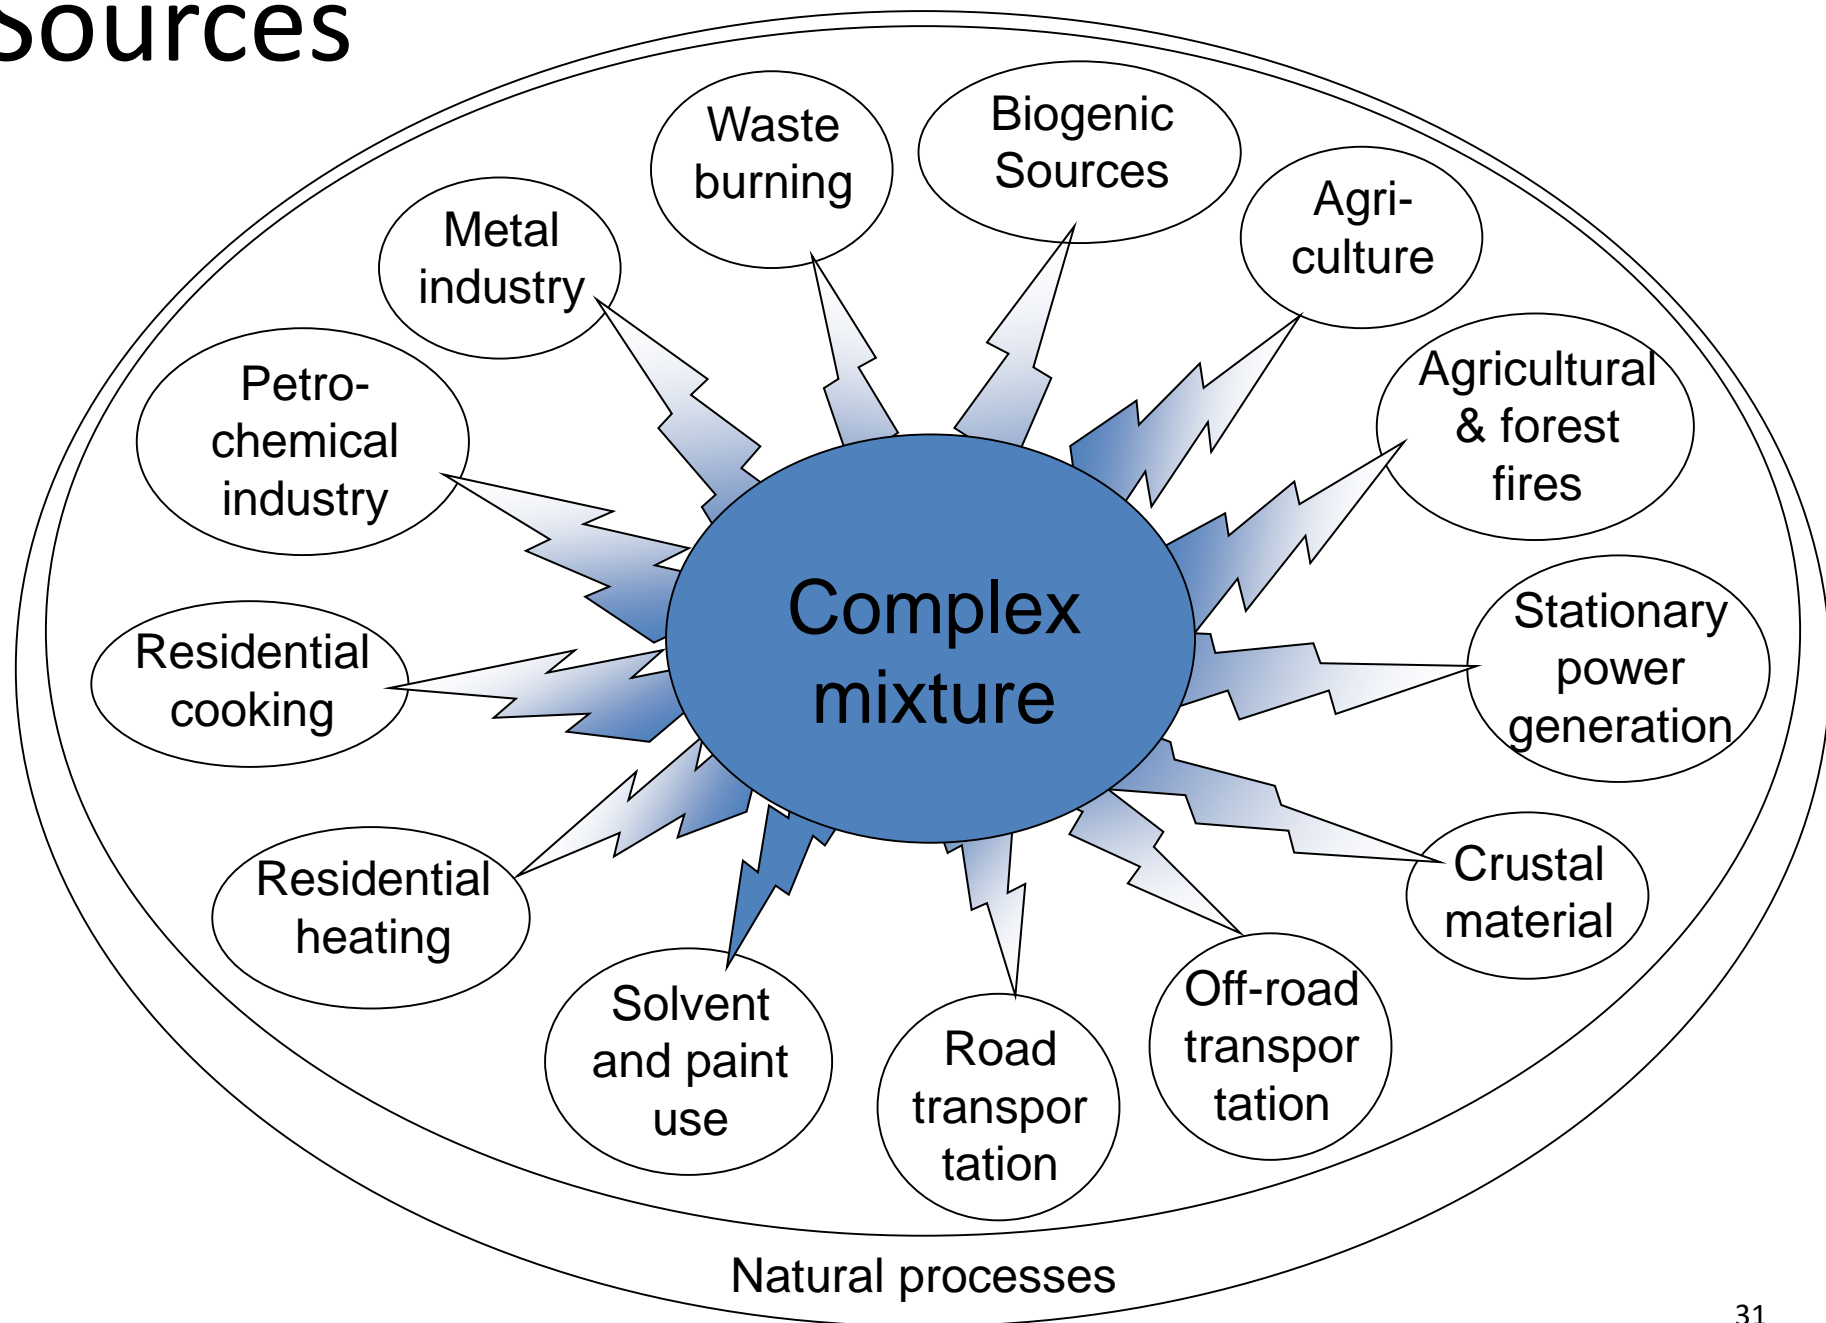 Sources
Waste
burning
Biogenic
Sources
Agri-
culture
Metal
industry
Agricultural
& forest
fires
Petro-
chemical
industry
Complex
mixture
Stationary
power
generation
Residential
cooking
Crustal
material
Residential
heating
Off-road
transpor
tation
Solvent
and paint
use
Road
transpor
tation
Natural processes
31